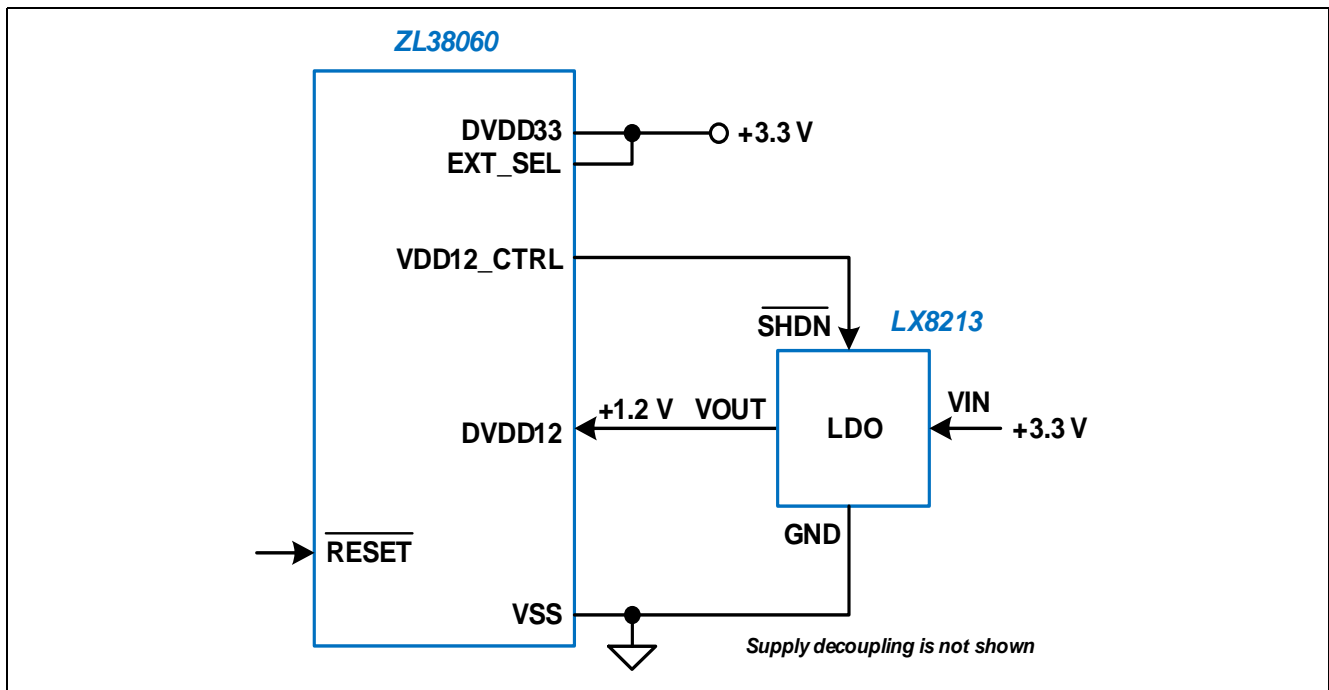 ZL38060
DVDD33
+3.3 V
EXT_SEL
VDD12_CTRL
SHDN
LX8213
+1.2 V VOUT
VIN
DVDD12
LDO
+3.3 V
GND
RESET
VSS
Supply decoupling is not shown